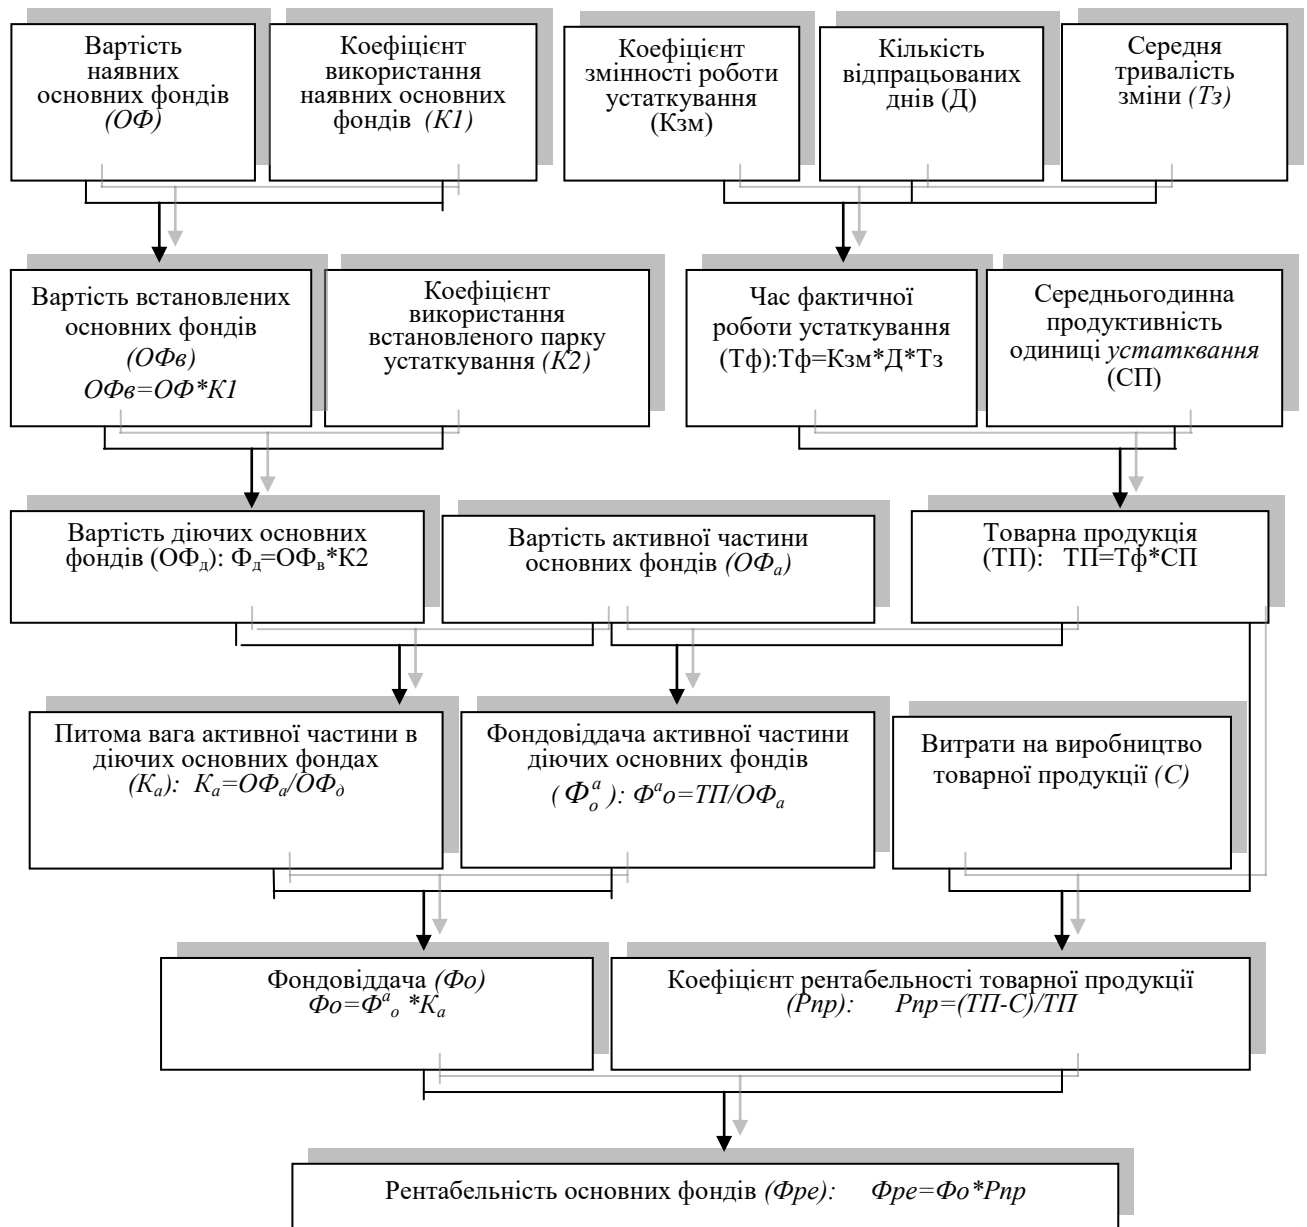 Вартість
наявних
основних фондів
(ОФ)
Коефіцієнт
використання
наявних основних
фондів (К1)
Коефіцієнт
змінності роботи
устаткування
(Кзм)
Кількість
відпрацьованих
днів (Д)
Середня
тривалість
зміни (Тз)
Вартість встановлених
основних фондів
(ОФв)
ОФв=ОФ*К1
Коефіцієнт
використання
встановленого парку
устаткування (К2)
Час фактичної
роботи устаткування
(Тф):Тф=Кзм*Д*Тз
Середньогодинна
продуктивність
одиниці устатквання
(СП)
Вартість діючих основних
фондів (ОФд): Фд=ОФв*К2
Вартість активної частини
основних фондів (ОФа)
Товарна продукція
(ТП): ТП=Тф*СП
Питома вага активної частини в
діючих основних фондах
(Ка): Ка=ОФа/ОФд
Фондовіддача активної частини
діючих основних фондів
(Ф^а_о): Ф^ао=ТП/ОФа
Витрати на виробництво
товарної продукції (С)
Фондовіддача (Фо)
Фо=Ф^а_о *Ка
Коефіцієнт рентабельності товарної продукції
(Рпр): Рпр=(ТП-С)/ТП
Рентабельність основних фондів (Фре): Фре=Фо*Рпр